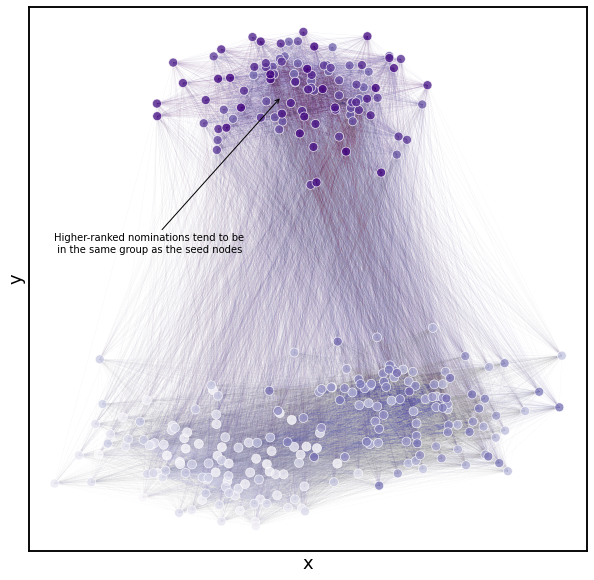 Higher-ranked nominations tend to be
in the same group as the seed nodes
y
x